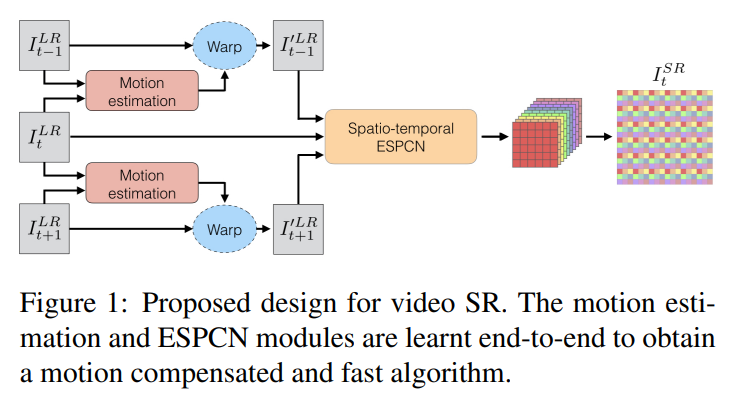 I_{t-1}^{LR}
Warp
I'_{t-1}^{LR}
Motion
estimation
I_t^{SR}
I_t^{LR}
Spatio-temporal
ESPCN
Motion
estimation
I_{t+1}^{LR}
Warp
I'_{t+1}^{LR}
Figure 1: Proposed design for video SR. The motion esti-
mation and ESPCN modules are learnt end-to-end to obtain
a motion compensated and fast algorithm.